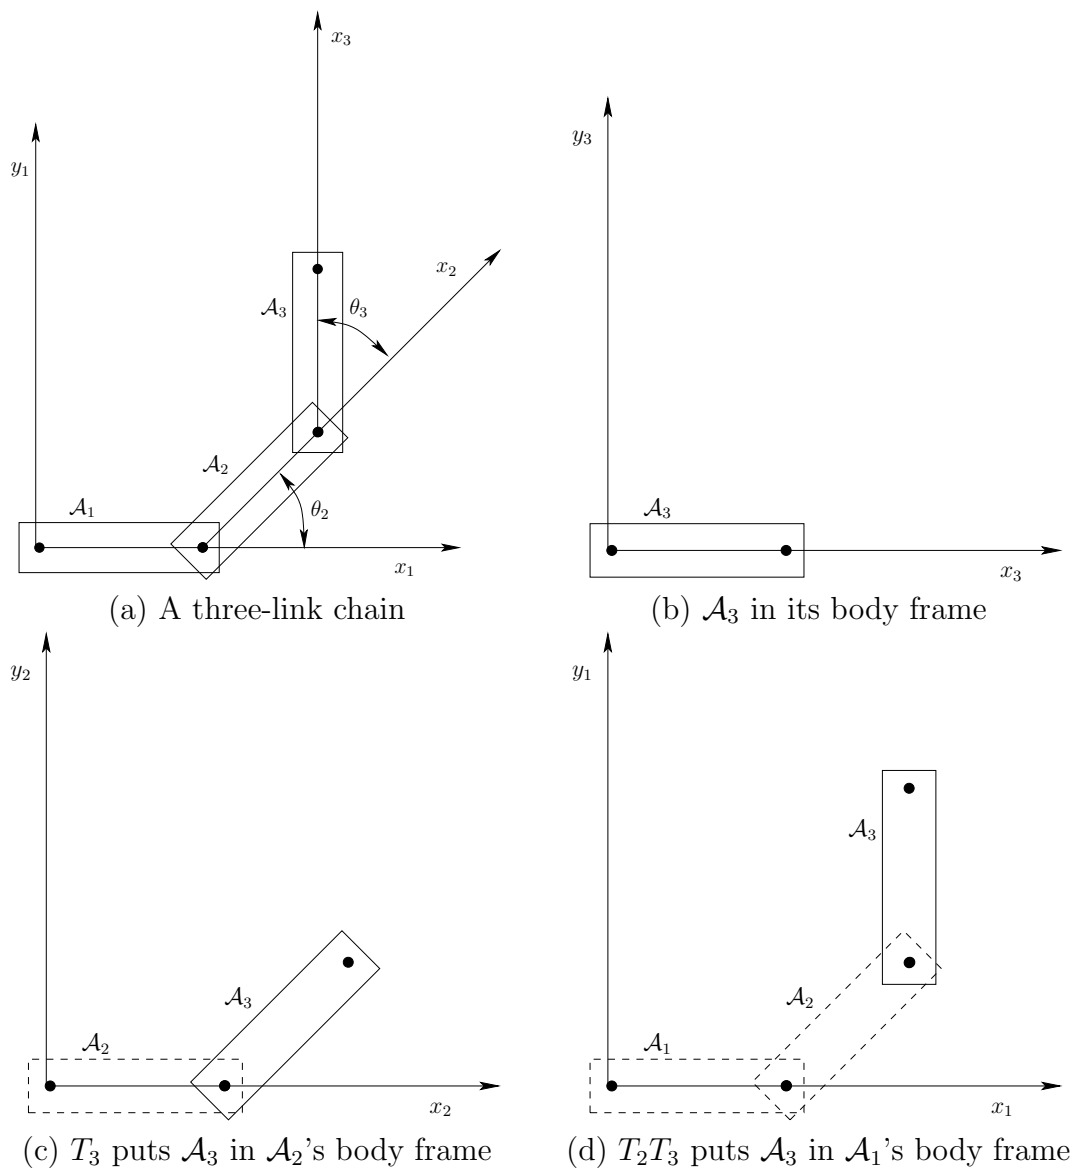 x₃
y₁
x₂
𝒜₃
θ₃
𝒜₂
θ₂
𝒜₁
x₁
(a) A three-link chain
y₃
𝒜₃
x₃
(b) 𝒜₃ in its body frame
y₂
𝒜₃
𝒜₂
x₂
(c) T₃ puts 𝒜₃ in 𝒜₂'s body frame
y₁
𝒜₃
𝒜₂
𝒜₁
x₁
(d) T₂T₃ puts 𝒜₃ in 𝒜₁'s body frame